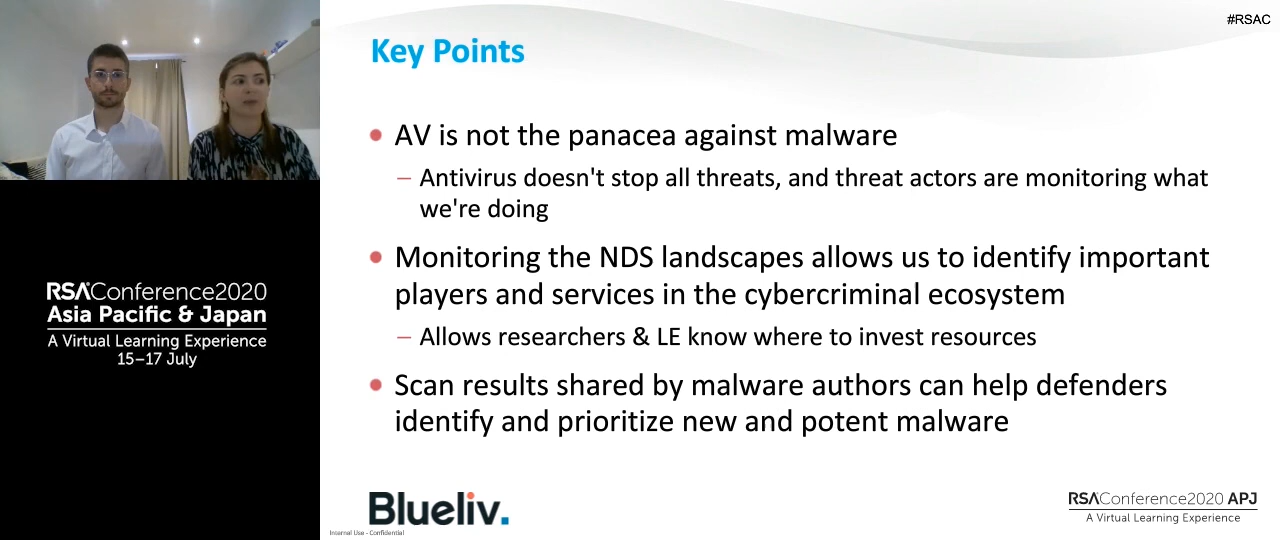 #RSAC
Key Points
• AV is not the panacea against malware
– Antivirus doesn't stop all threats, and threat actors are monitoring what
we're doing
• Monitoring the NDS landscapes allows us to identify important
players and services in the cybercriminal ecosystem
– Allows researchers & LE know where to invest resources
• Scan results shared by malware authors can help defenders
identify and prioritize new and potent malware
RSAConference2020
Asia Pacific & Japan
A Virtual Learning Experience
15–17 July
Blueliv.
Internal Use - Confidential
RSAConference2020 APJ
A Virtual Learning Experience